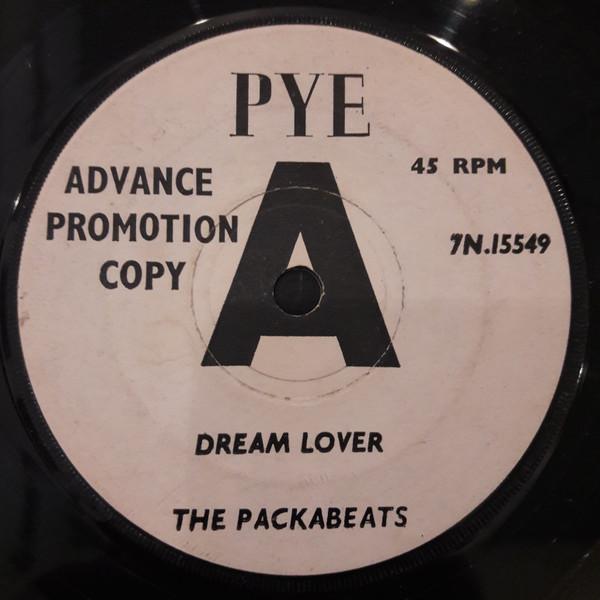 PYE
ADVANCE
PROMOTION
COPY
A
45 RPM
7N.15549
DREAM LOVER
THE PACKABEATS